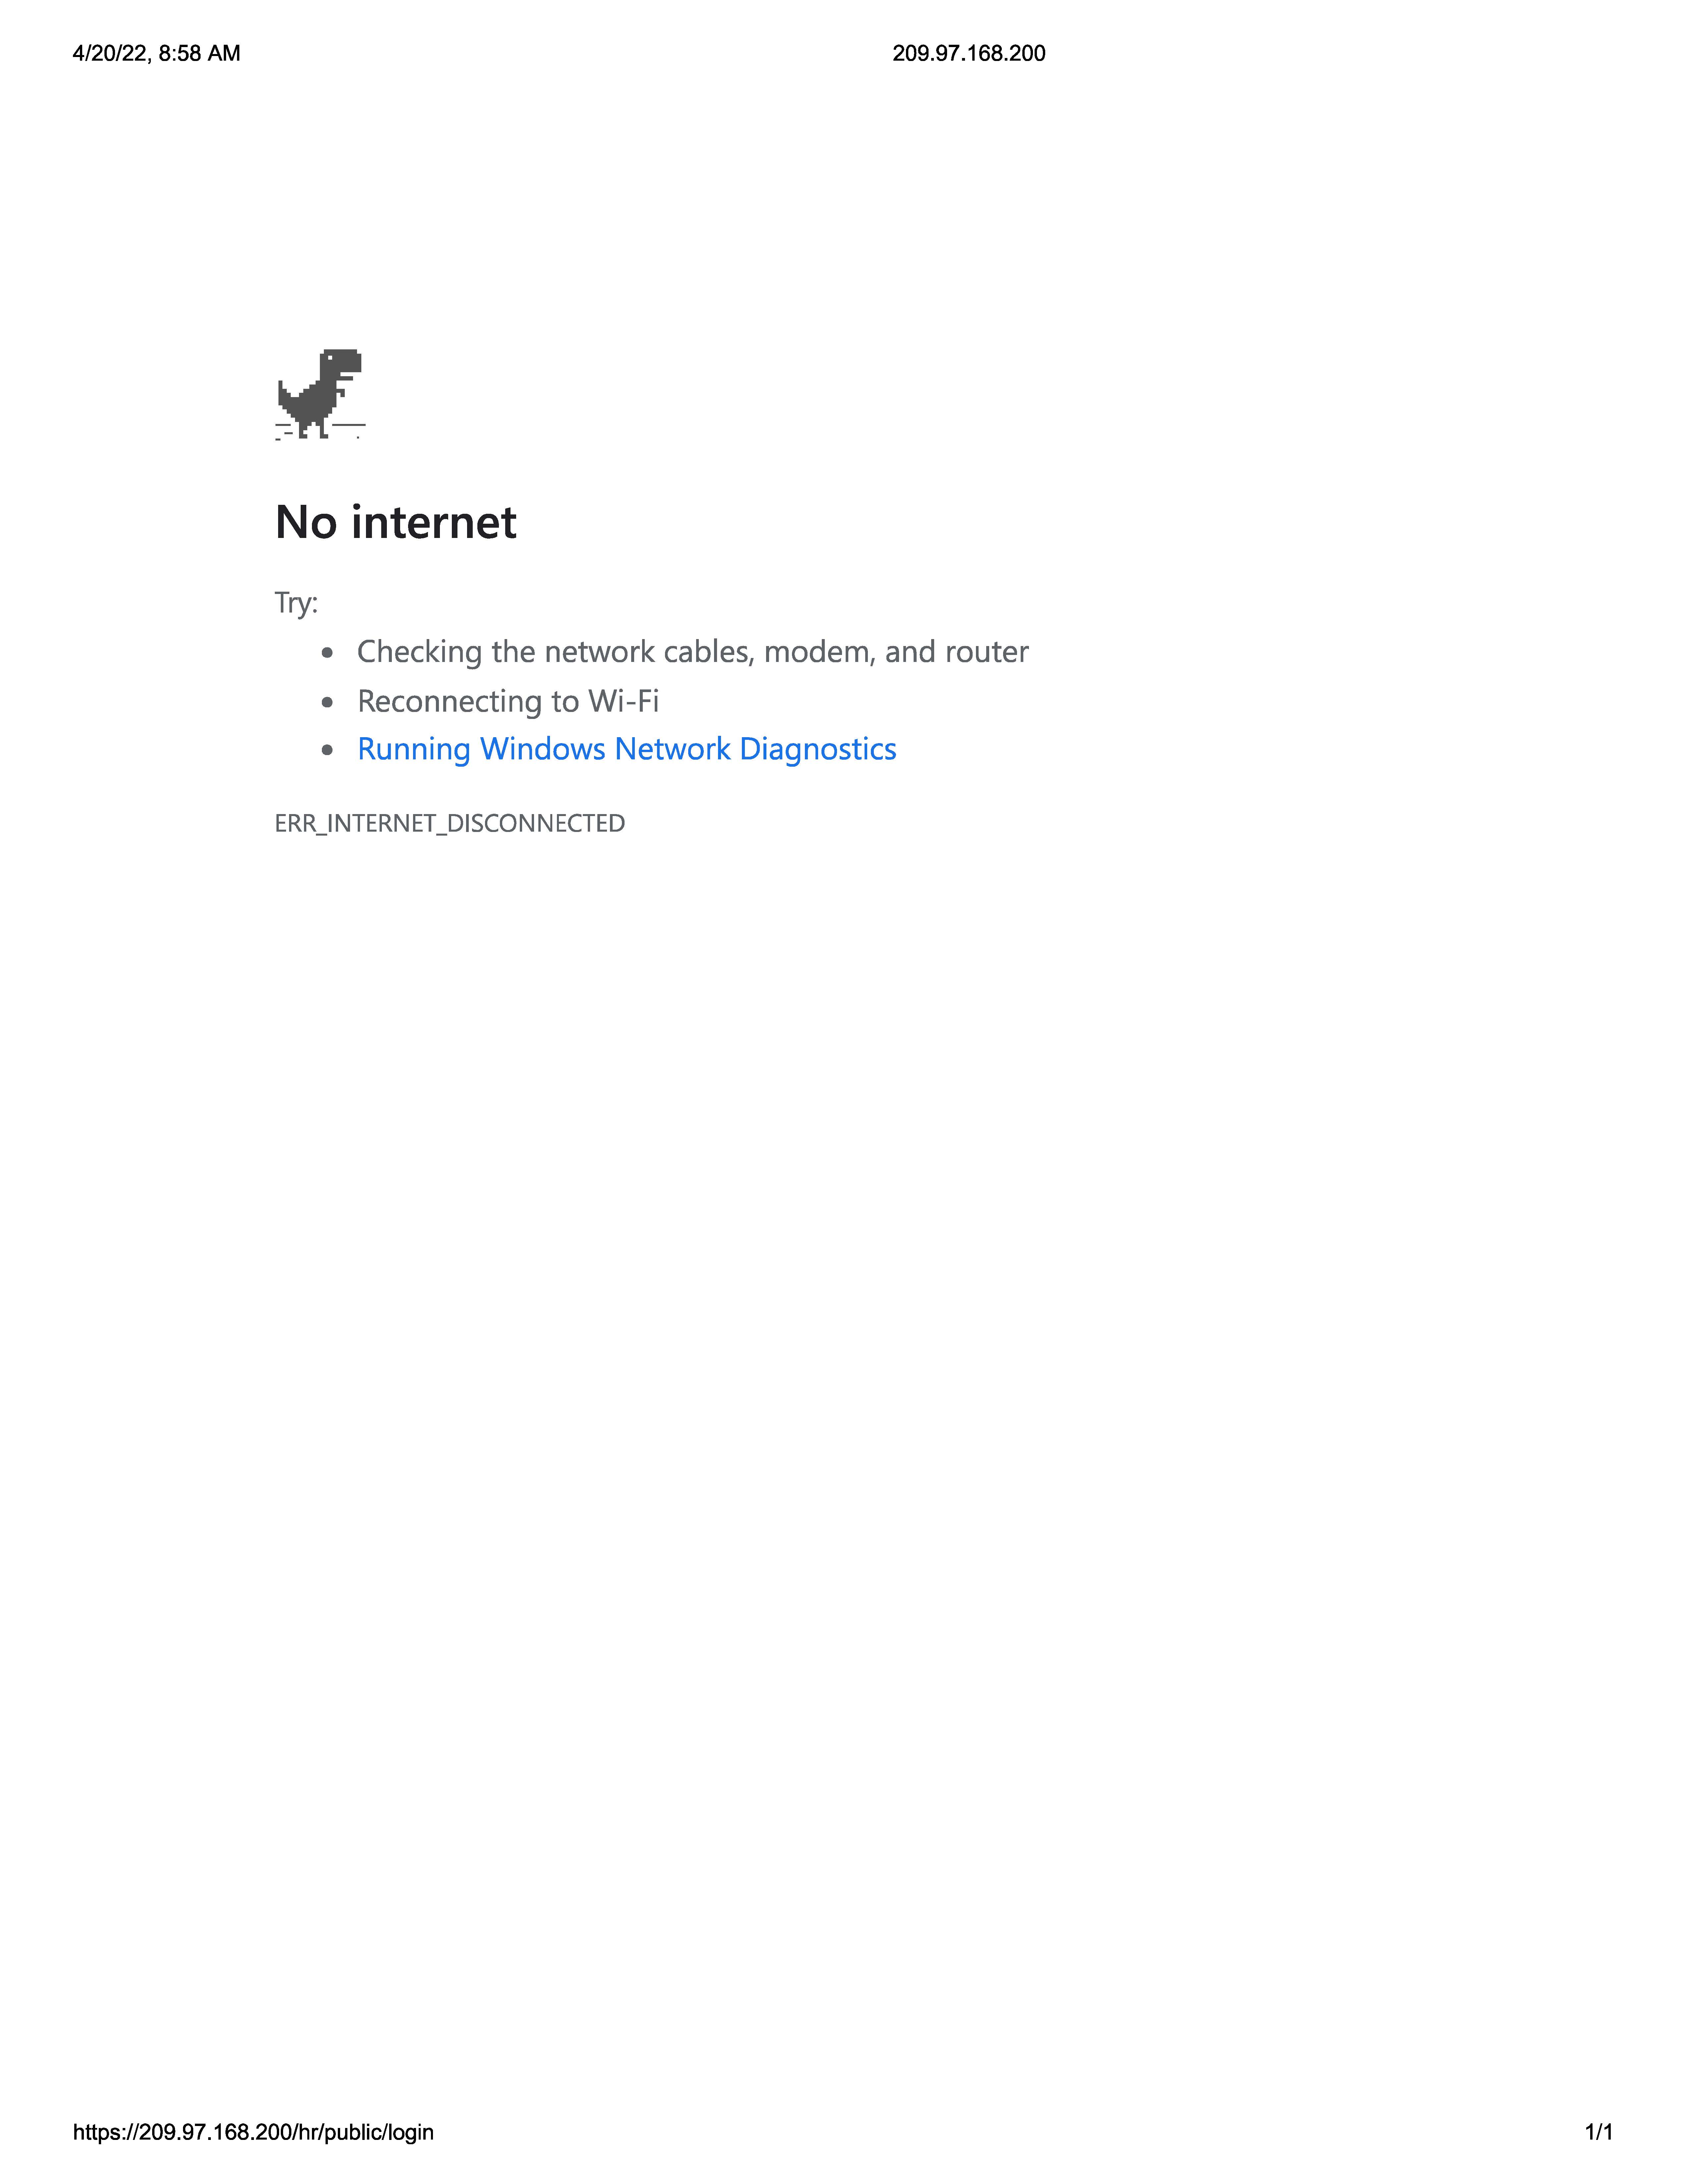 4/20/22, 8:58 AM
209.97.168.200
No internet
Try:
Checking the network cables, modem, and router
Reconnecting to Wi-Fi
Running Windows Network Diagnostics
ERR_INTERNET_DISCONNECTED
https://209.97.168.200/hr/public/login
1/1